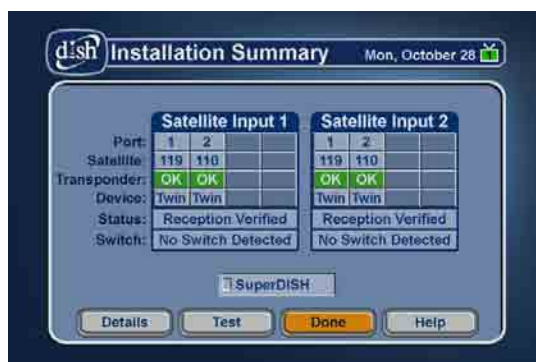 dish Installation Summary Mon, October 28 1
Satellite Input 1 Satellite Input 2
Port: 1 2 1 2
Satellite 119 110 119 110
Transponder: OK OK OK OK
Device: Twin Twin Twin Twin
Status: Reception Verified Reception Verified
Switch: No Switch Detected No Switch Detected
SuperDISH
Details Test Done Help